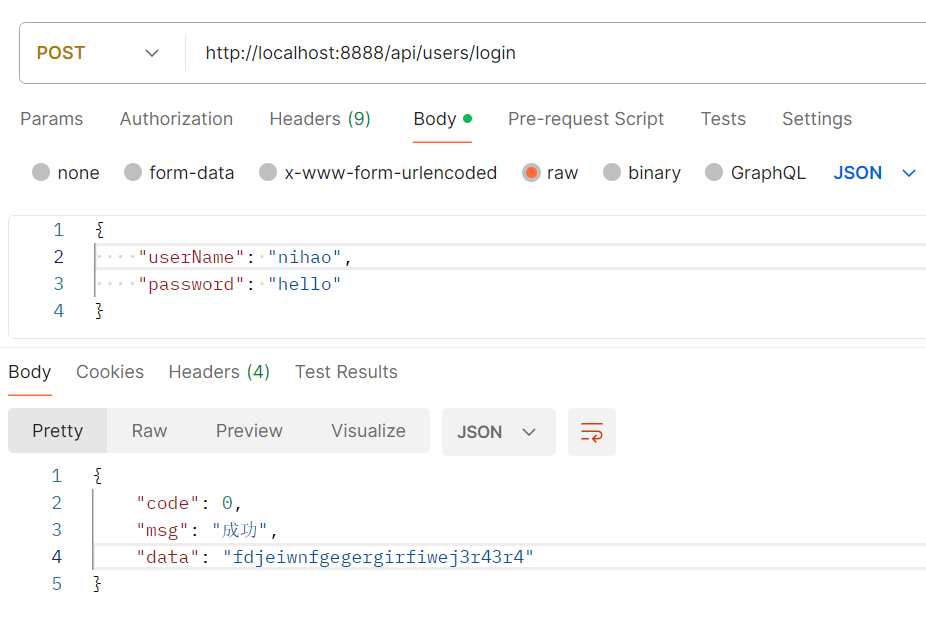 POST http://localhost:8888/api/users/login
Params Authorization Headers (9) Body Pre-request Script Tests Settings
none form-data x-www-form-urlencoded raw binary GraphQL JSON
1 {
2 "userName": "nihao",
3 "password": "hello"
4 }
Body Cookies Headers (4) Test Results
Pretty Raw Preview Visualize JSON
1 {
2 "code": 0,
3 "msg": "成功",
4 "data": "fdjeiwnfgegergirfiwej3r43r4"
5 }